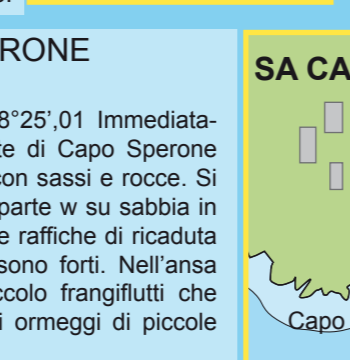 RONE
8°25',01 Immediata-
te di Capo Sperone
con sassi e rocce. Si
parte w su sabbia in
e raffiche di ricaduta
sono forti. Nell'ansa
ccolo frangiflutti che
i ormeggi di piccole
SA CA
Capo